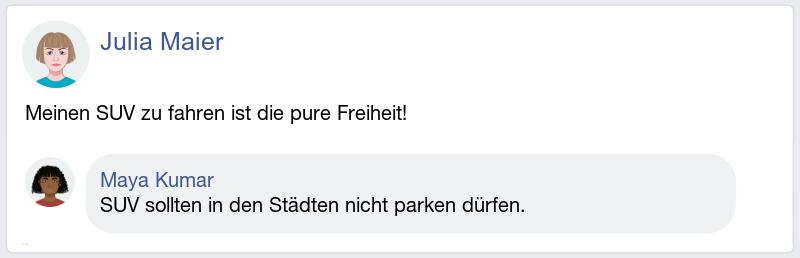 Julia Maier
Meinen SUV zu fahren ist die pure Freiheit!
Maya Kumar
SUV sollten in den Städten nicht parken dürfen.